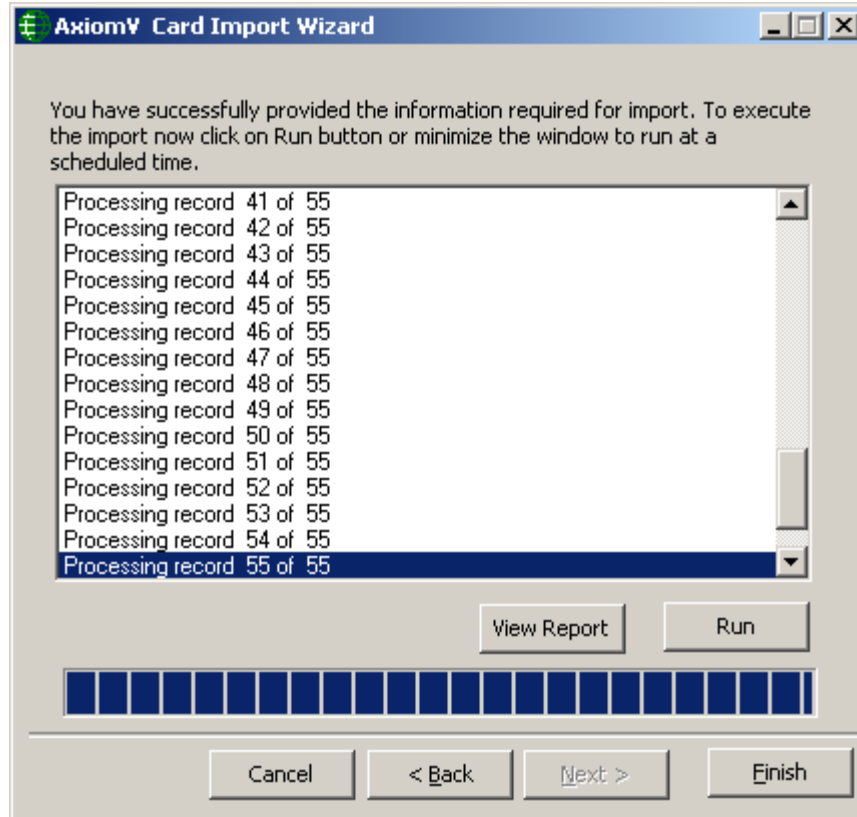 AxiomV Card Import Wizard
You have successfully provided the information required for import. To execute
the import now click on Run button or minimize the window to run at a
scheduled time.
Processing record 41 of 55
Processing record 42 of 55
Processing record 43 of 55
Processing record 44 of 55
Processing record 45 of 55
Processing record 46 of 55
Processing record 47 of 55
Processing record 48 of 55
Processing record 49 of 55
Processing record 50 of 55
Processing record 51 of 55
Processing record 52 of 55
Processing record 53 of 55
Processing record 54 of 55
Processing record 55 of 55
View Report Run
Cancel < Back Next > Finish